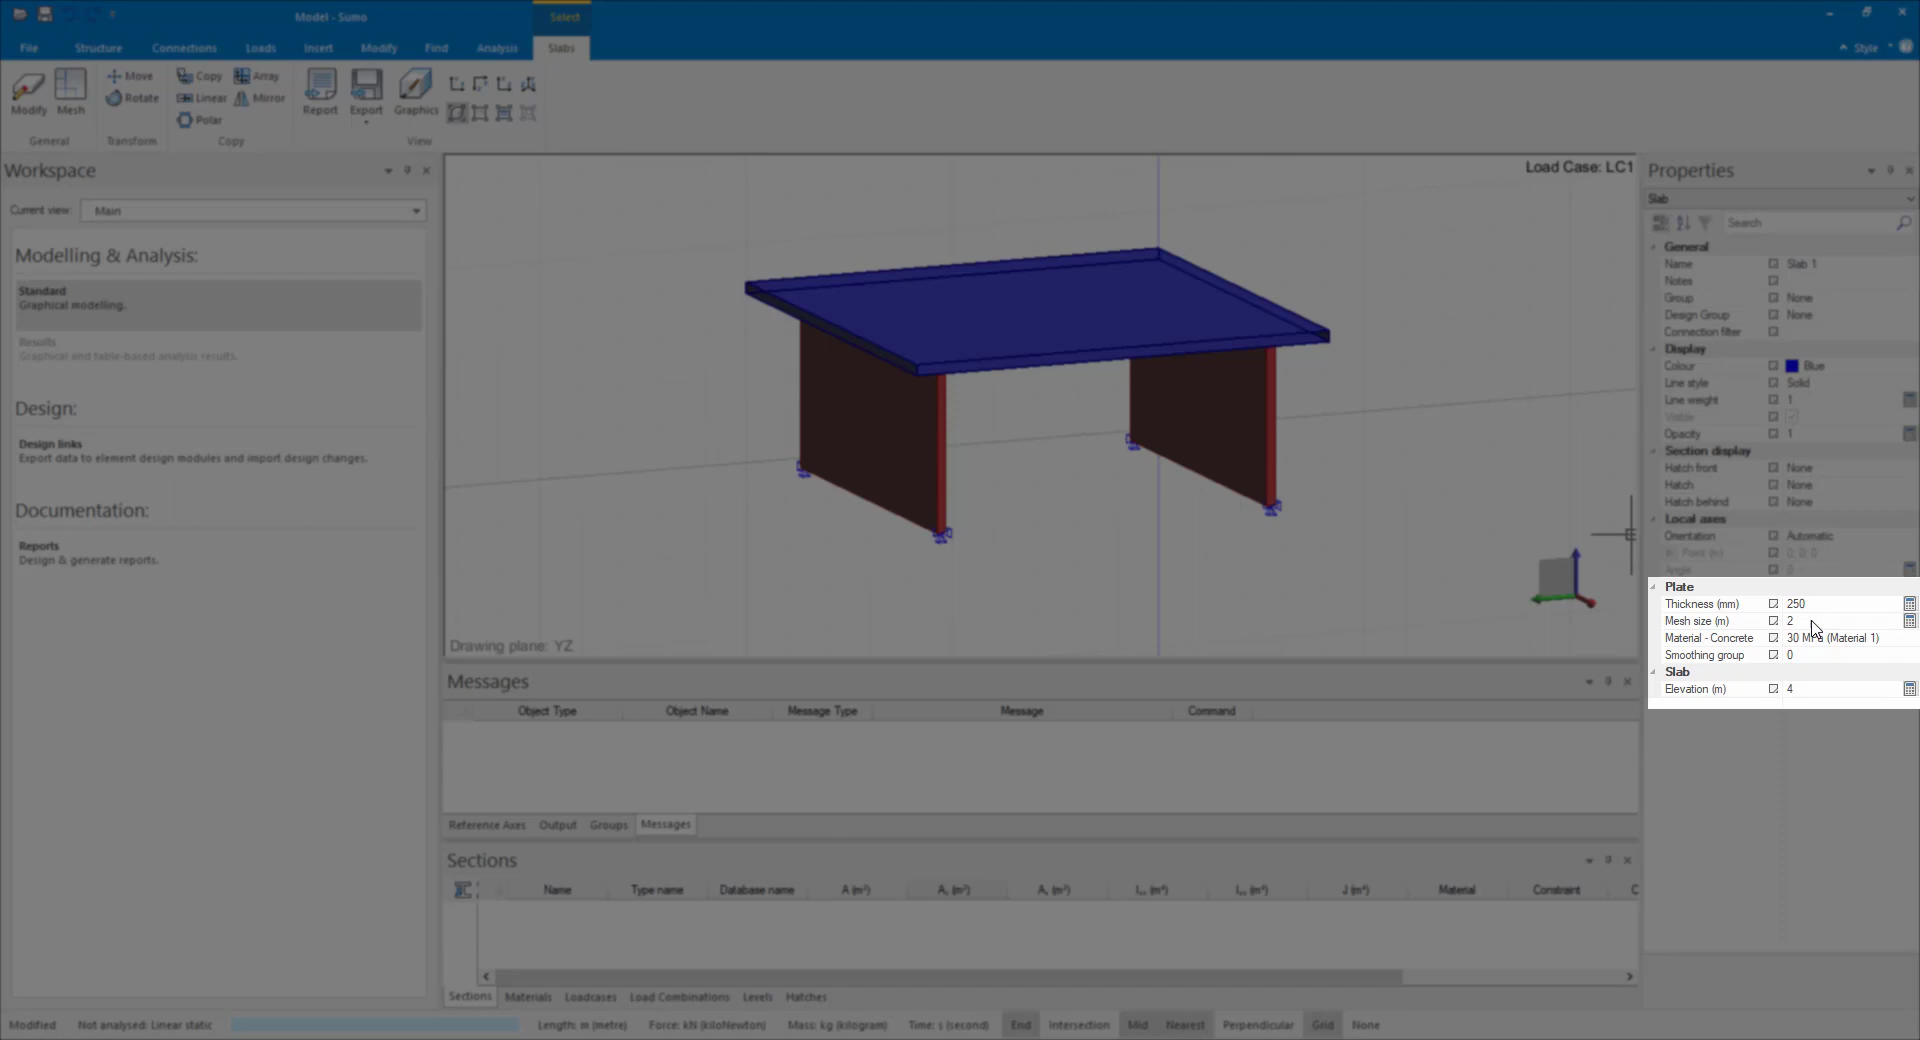 Model - Sumo
Select
File Structure Connections Loads Insert Modify Find Analysis Slabs
Style
Modify Mesh
General
Move
Rotate
Transform
Copy Array
Linear Mirror
Polar
Copy
Report Export Graphics
View
Workspace
Current view: Main
Modelling & Analysis:
Standard
Graphical modelling.
Results
Graphical and table-based analysis results.
Design:
Design links
Export data to element design modules and import design changes.
Documentation:
Reports
Design & generate reports.
Load Case: LC1
Drawing plane: YZ
Messages
Object Type Object Name Message Type Message Command
Reference Axes Output Groups Messages
Sections
Name Type name Database name A (m²) J (m⁴) Material Constraint C
Sections Materials Loadcases Load Combinations Levels Hatches
Properties
Slab
Search
General
Name Slab 1
Notes
Group None
Design Group None
Connection filter
Display
Colour Blue
Line style Solid
Line weight 1
Visible
Opacity 1
Section display
Hatch front None
Hatch None
Hatch behind None
Local axes
Orientation Automatic
Point (m) 0; 0; 0
Angle 0
Plate
Thickness (mm) 250
Mesh size (m) 2
Material - Concrete 30 (Material 1)
Smoothing group 0
Slab
Elevation (m) 4
Modified Not analysed: Linear static Length: m (metre) Force: kN (kiloNewton) Mass: kg (kilogram) Time: s (second) End Intersection Mid Nearest Perpendicular Grid None